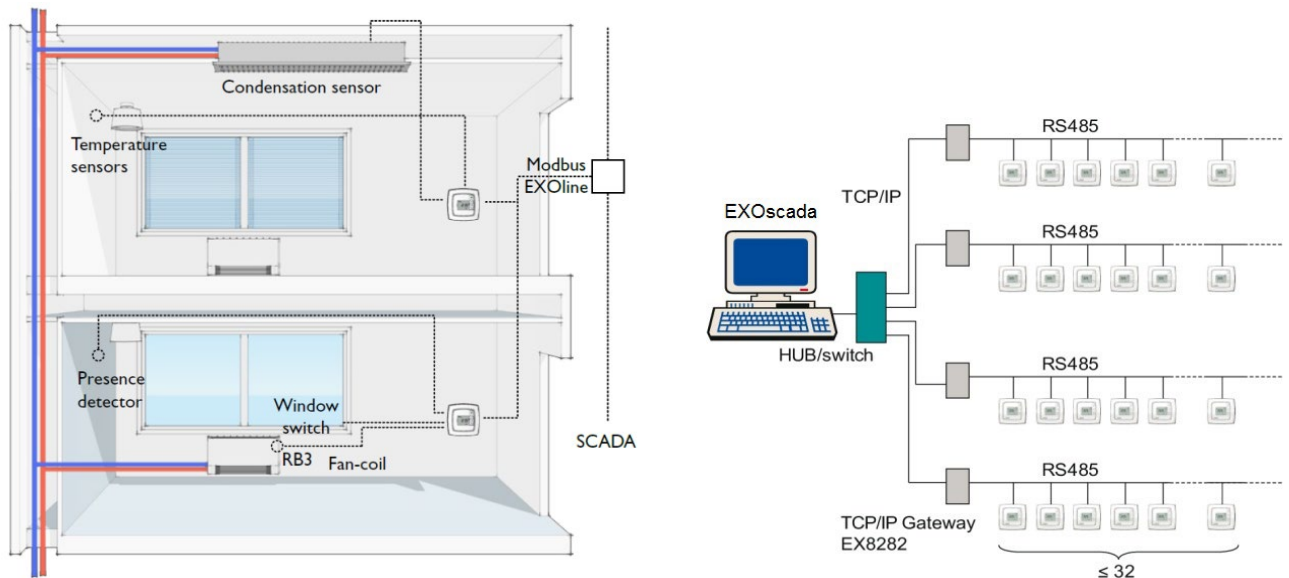 Condensation sensor
Temperature
sensors
Modbus
EXOline
Presence
detector
Window
switch
RB3
Fan-coil
SCADA
RS485
TCP/IP
EXOscada
RS485
HUB/switch
RS485
RS485
TCP/IP Gateway
EX8282
≤ 32